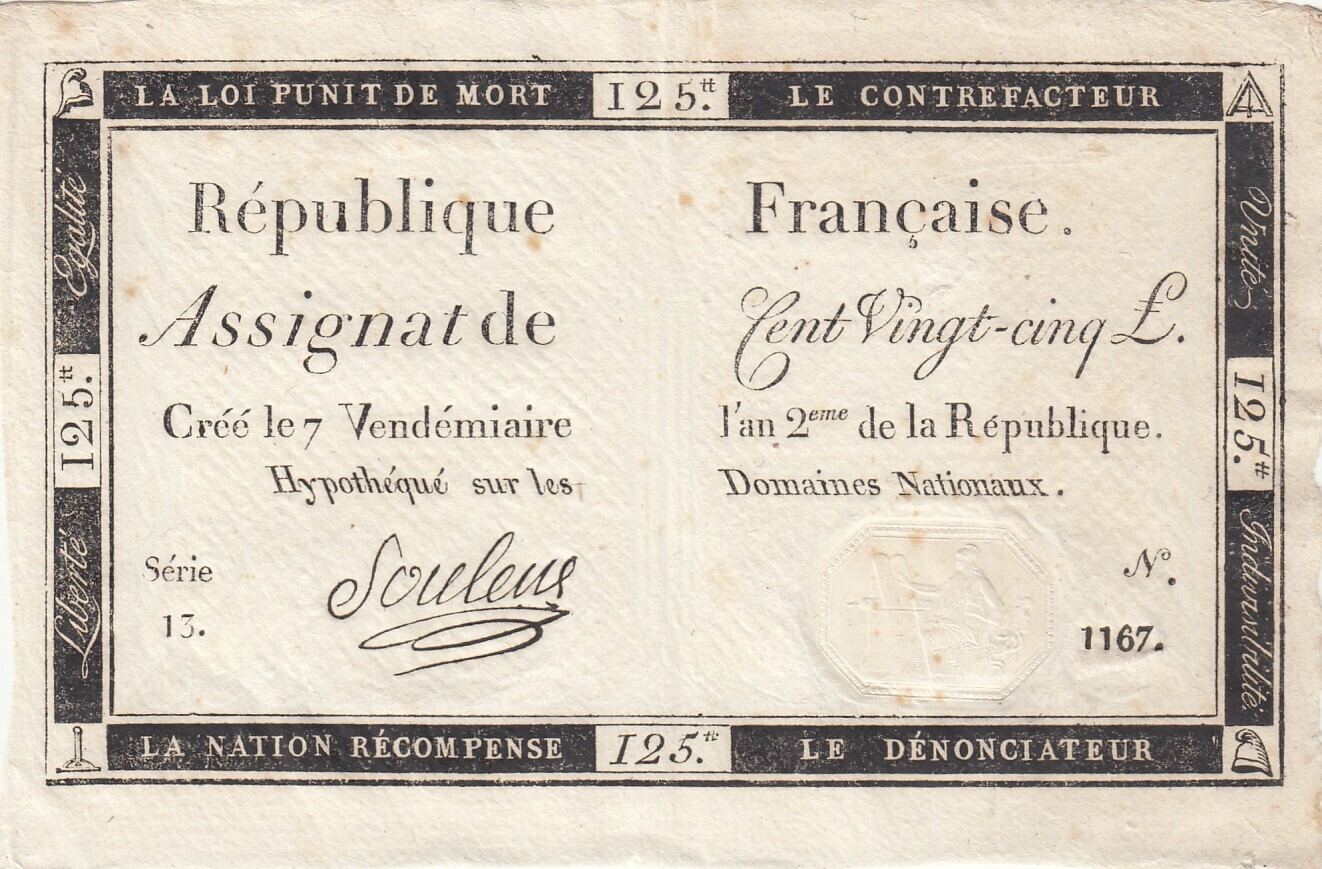 LA LOI PUNIT DE MORT 125.tt LE CONTREFACTEUR
Egalité
Unité
République Française.
Assignat de Cent Vingt-cinq £.
125.tt
125.tt
Créé le 7 Vendémiaire l'an 2eme de la République.
Hypothéqué sur les Domaines Nationaux.
Liberté
Indivisibilité
Série
13.
N°.
1167.
LA NATION RÉCOMPENSE 125.tt LE DÉNONCIATEUR